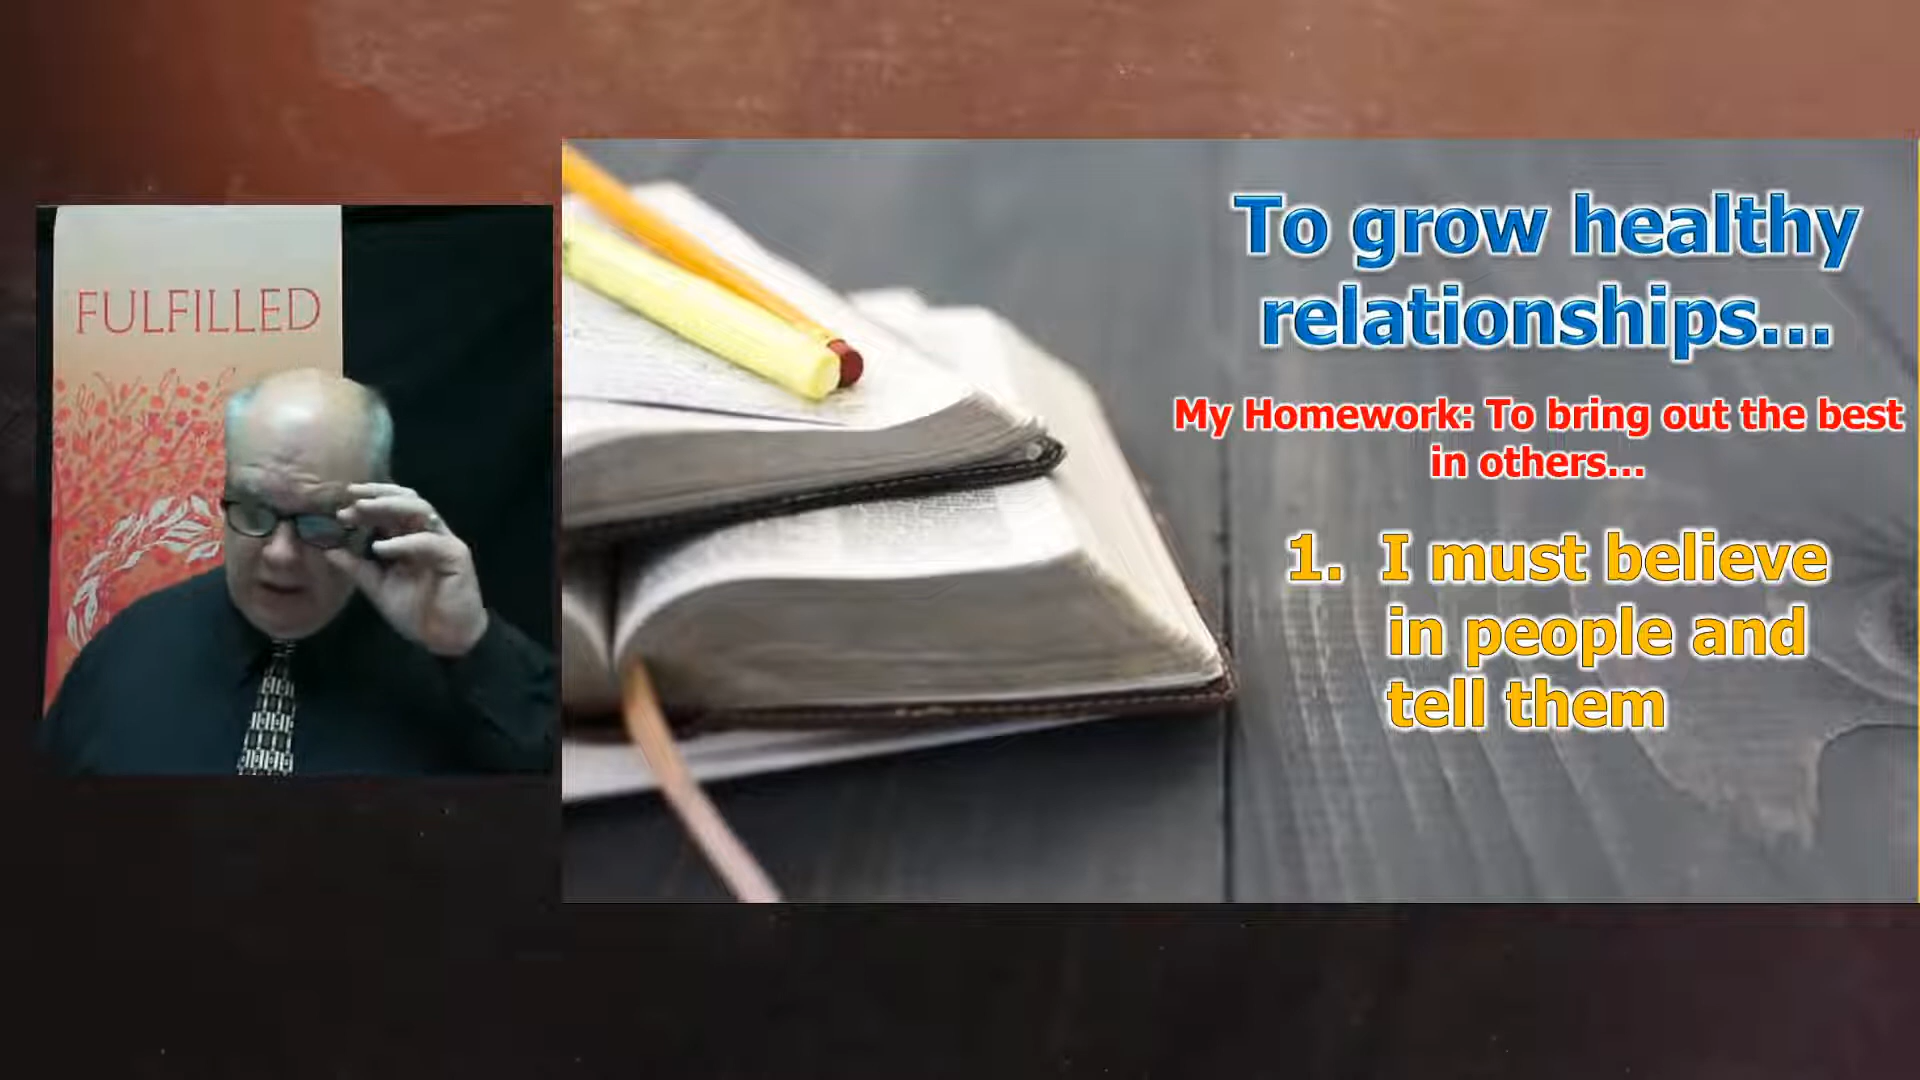 FULFILLED
To grow healthy
relationships...
My Homework: To bring out the best
in others...
1. I must believe
in people and
tell them